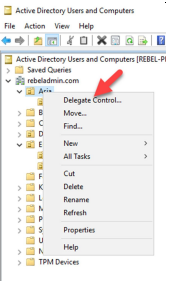 Active Directory Users and Computers
File Action View Help
Active Directory Users and Computers [REBEL-P
Saved Queries
rebeladmin.com
Asia
Delegate Control...
Move...
Find...
New
All Tasks
Cut
Delete
Rename
Refresh
Properties
Help
TPM Devices